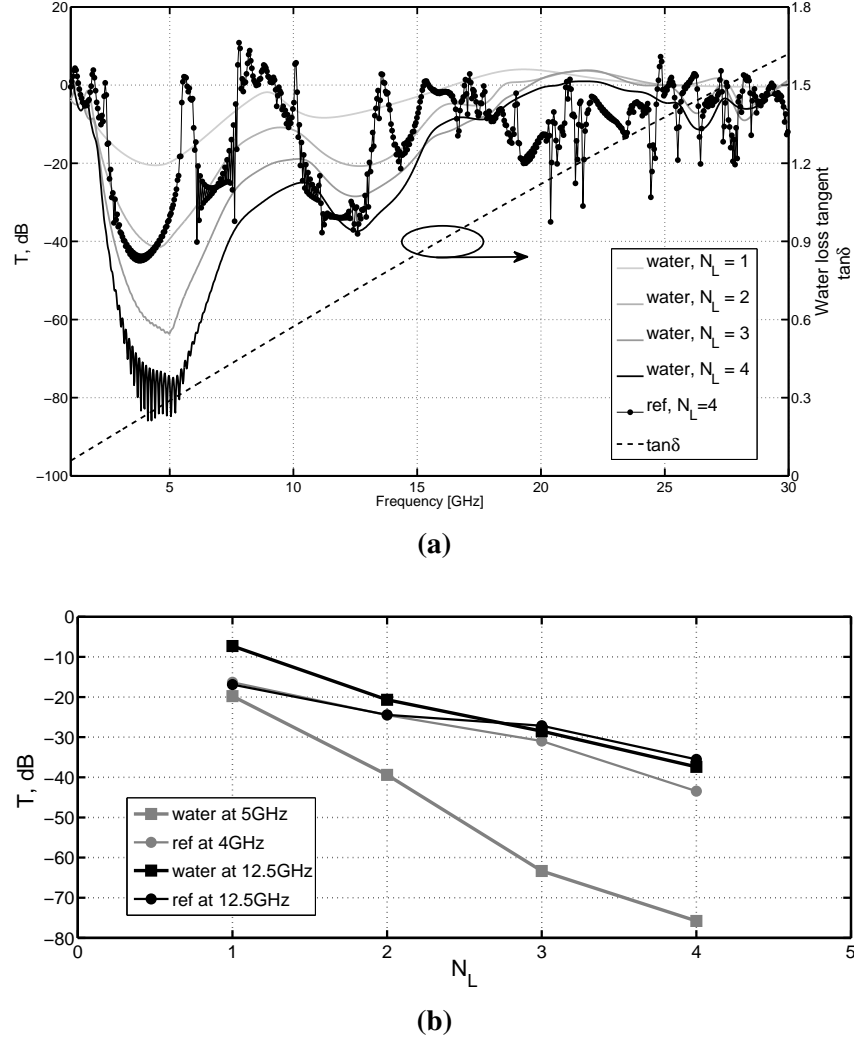 20
0
−20
−40
−60
−80
−100
T, dB
5
10
15
20
25
30
Frequency [GHz]
1.8
1.5
1.2
0.9
0.6
0.3
0
Water loss tangent
tanδ
water, N_L = 1
water, N_L = 2
water, N_L = 3
water, N_L = 4
ref, N_L=4
tanδ
(a)
0
−10
−20
−30
−40
−50
−60
−70
−80
T, dB
water at 5GHz
ref at 4GHz
water at 12.5GHz
ref at 12.5GHz
0
1
2
3
4
5
N_L
(b)